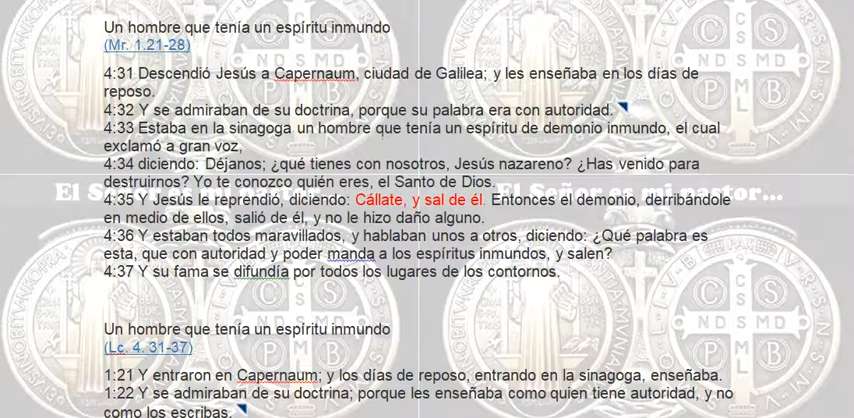 Un hombre que tenía un espíritu inmundo
(Mr. 1.21-28)
4:31 Descendió Jesús a Capernaum, ciudad de Galilea; y les enseñaba en los días de
reposo.
4:32 Y se admiraban de su doctrina, porque su palabra era con autoridad.
4:33 Estaba en la sinagoga un hombre que tenía un espíritu de demonio inmundo, el cual
exclamó a gran voz,
4:34 diciendo: Déjanos; ¿qué tienes con nosotros, Jesús nazareno? ¿Has venido para
destruirnos? Yo te conozco quién eres, el Santo de Dios.
El Señor es mi pastor...
4:35 Y Jesús le reprendió, diciendo: Cállate, y sal de él. Entonces el demonio, derribándole
en medio de ellos, salió de él, y no le hizo daño alguno.
4:36 Y estaban todos maravillados, y hablaban unos a otros, diciendo: ¿Qué palabra es
esta, que con autoridad y poder manda a los espíritus inmundos, y salen?
4:37 Y su fama se difundía por todos los lugares de los contornos.
Un hombre que tenía un espíritu inmundo
(Lc. 4. 31-37)
1:21 Y entraron en Capernaum; y los días de reposo, entrando en la sinagoga, enseñaba.
1:22 Y se admiraban de su doctrina; porque les enseñaba como quien tiene autoridad, y no
como los escribas.